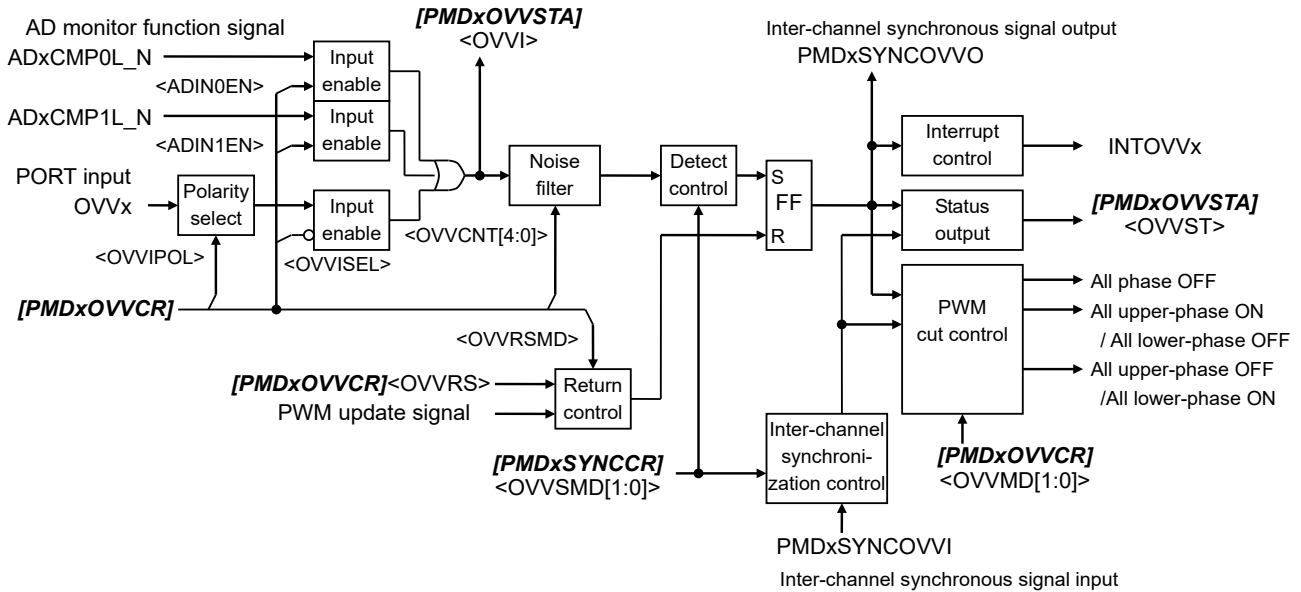 AD monitor function signal
ADxCMP0L_N
<ADIN0EN>
ADxCMP1L_N
<ADIN1EN>
PORT input
OVVx
Polarity
select
<OVVIPOL>
Input
enable
Input
enable
Input
enable
<OVVISEL>
[PMDxOVVCR]
[PMDxOVVSTA]
<OVVI>
Noise
filter
<OVVCNT[4:0]>
Detect
control
S
FF
R
<OVVRSMD>
[PMDxOVVCR]<OVVRS>
PWM update signal
Return
control
[PMDxSYNCCR]
<OVVSMD[1:0]>
Inter-channel
synchroni-
zation control
PMDxSYNCOVVI
Inter-channel synchronous signal input
Inter-channel synchronous signal output
PMDxSYNCOVVO
Interrupt
control
INTOVVx
Status
output
[PMDxOVVSTA]
<OVVST>
PWM
cut control
All phase OFF
All upper-phase ON
/ All lower-phase OFF
All upper-phase OFF
/All lower-phase ON
[PMDxOVVCR]
<OVVMD[1:0]>